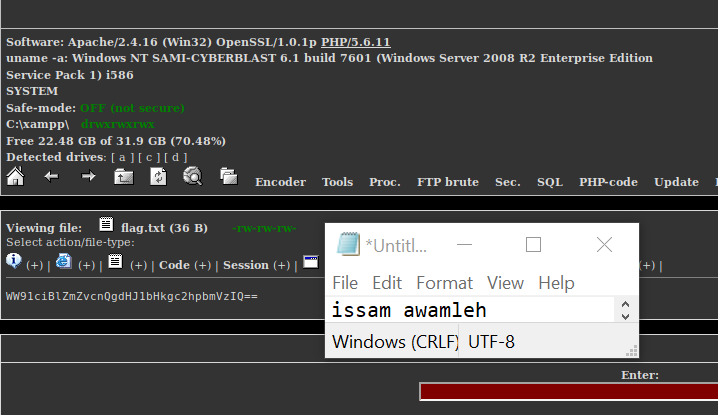 Software: Apache/2.4.16 (Win32) OpenSSL/1.0.1p PHP/5.6.11
uname -a: Windows NT SAMI-CYBERBLAST 6.1 build 7601 (Windows Server 2008 R2 Enterprise Edition
Service Pack 1) i586
SYSTEM
Safe-mode: OFF (not secure)
C:\xampp\ drwxrwxrwx
Free 22.48 GB of 31.9 GB (70.48%)
Detected drives: [ a ] [ c ] [ d ]
Encoder Tools Proc. FTP brute Sec. SQL PHP-code Update
Viewing file: flag.txt (36 B) -rw-rw-rw-
Select action/file-type:
(+) | (+) | (+) | Code (+) | Session (+) | (+) |
WW91ciBlZmZvcnQgdHJ1bHkgc2hpbmVzIQ==
*Untitl...
File Edit Format View Help
issam awamleh
Windows (CRLF) UTF-8
Enter: